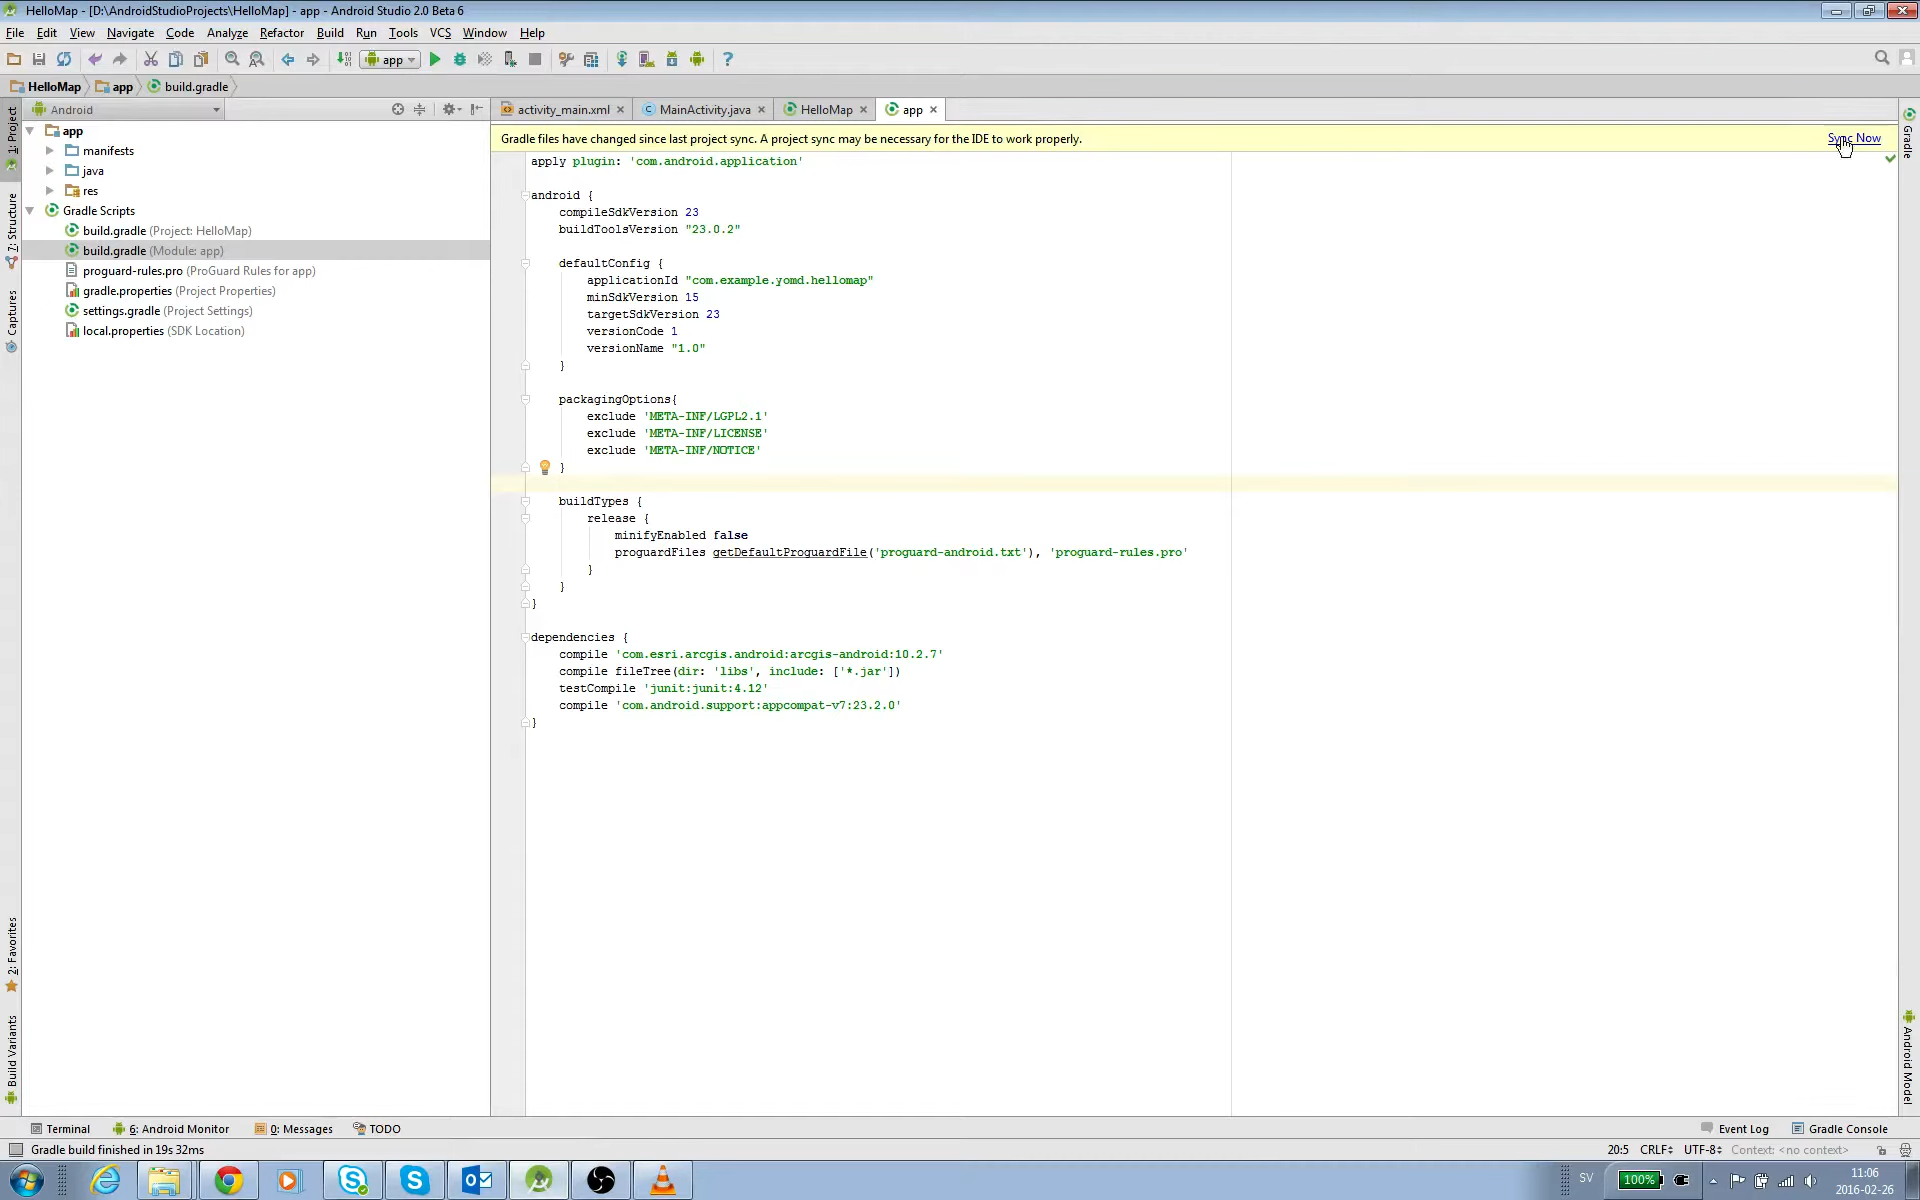 HelloMap - [D:\AndroidStudioProjects\HelloMap] - app - Android Studio 2.0 Beta 6
File Edit View Navigate Code Analyze Refactor Build Run Tools VCS Window Help
app
HelloMap app build.gradle
Android
activity_main.xml MainActivity.java HelloMap app
Gradle files have changed since last project sync. A project sync may be necessary for the IDE to work properly. Sync Now
1: Project
7: Structure
Captures
2: Favorites
Build Variants
app
manifests
java
res
Gradle Scripts
build.gradle (Project: HelloMap)
build.gradle (Module: app)
proguard-rules.pro (ProGuard Rules for app)
gradle.properties (Project Properties)
settings.gradle (Project Settings)
local.properties (SDK Location)
apply plugin: 'com.android.application'
android {
compileSdkVersion 23
buildToolsVersion "23.0.2"
defaultConfig {
applicationId "com.example.yomd.hellomap"
minSdkVersion 15
targetSdkVersion 23
versionCode 1
versionName "1.0"
}
packagingOptions{
exclude 'META-INF/LGPL2.1'
exclude 'META-INF/LICENSE'
exclude 'META-INF/NOTICE'
}
buildTypes {
release {
minifyEnabled false
proguardFiles getDefaultProguardFile('proguard-android.txt'), 'proguard-rules.pro'
}
}
}
dependencies {
compile 'com.esri.arcgis.android:arcgis-android:10.2.7'
compile fileTree(dir: 'libs', include: ['*.jar'])
testCompile 'junit:junit:4.12'
compile 'com.android.support:appcompat-v7:23.2.0'
}
Gradle
Android Model
Terminal 6: Android Monitor 0: Messages TODO Event Log Gradle Console
Gradle build finished in 19s 32ms 20:5 CRLF UTF-8 Context: <no context>
SV 100% 11:06
2016-02-26